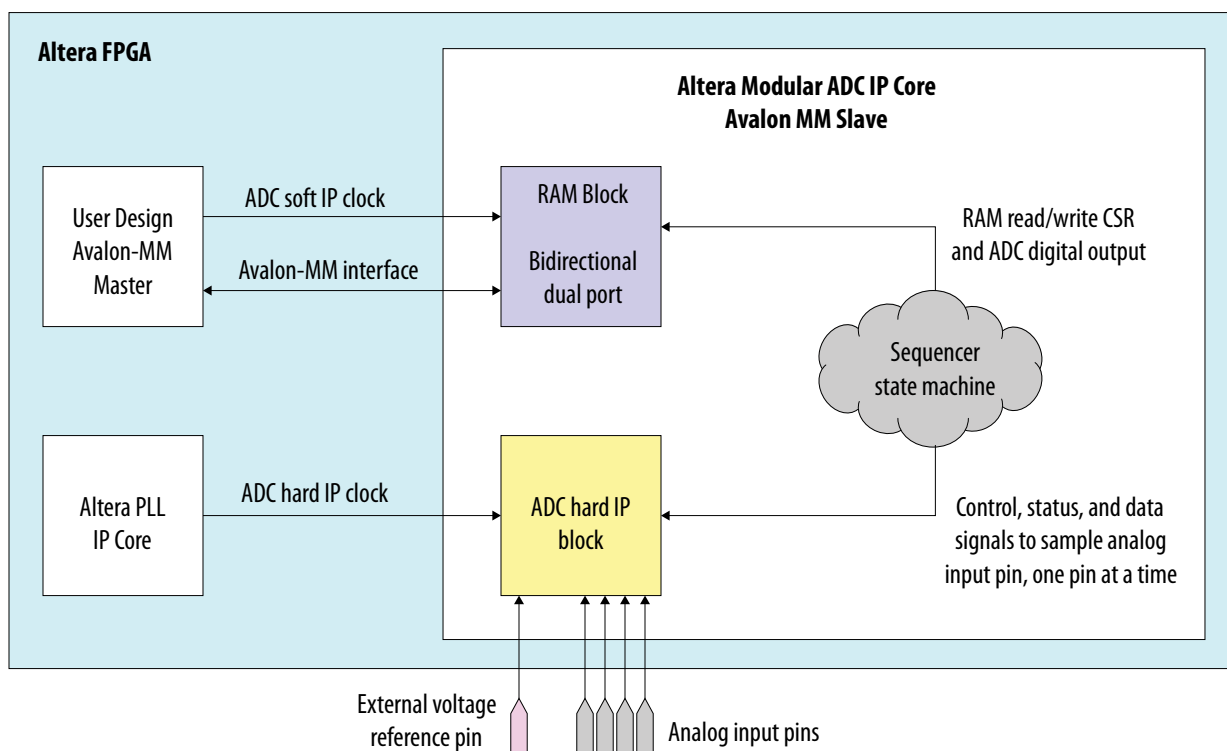 Altera FPGA
Altera Modular ADC IP Core
Avalon MM Slave
User Design
Avalon-MM
Master
ADC soft IP clock
Avalon-MM interface
RAM Block
Bidirectional
dual port
RAM read/write CSR
and ADC digital output
Sequencer
state machine
Altera PLL
IP Core
ADC hard IP clock
ADC hard IP
block
Control, status, and data
signals to sample analog
input pin, one pin at a time
External voltage
reference pin
Analog input pins